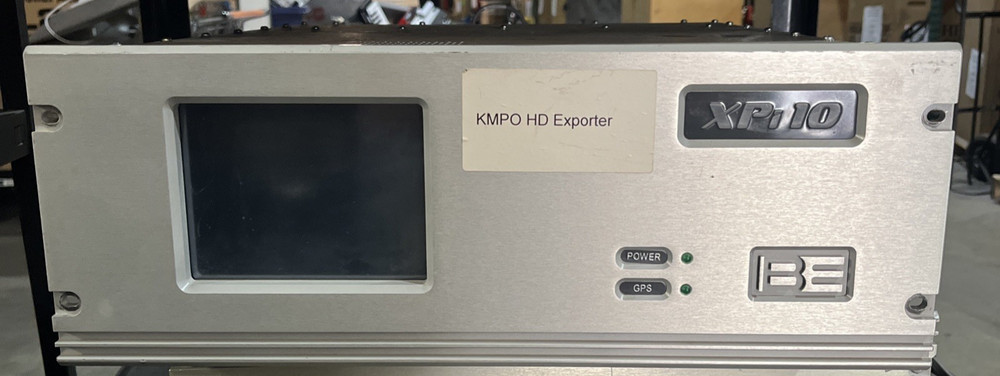 KMPO HD Exporter
XPi 10
POWER
GPS
BE